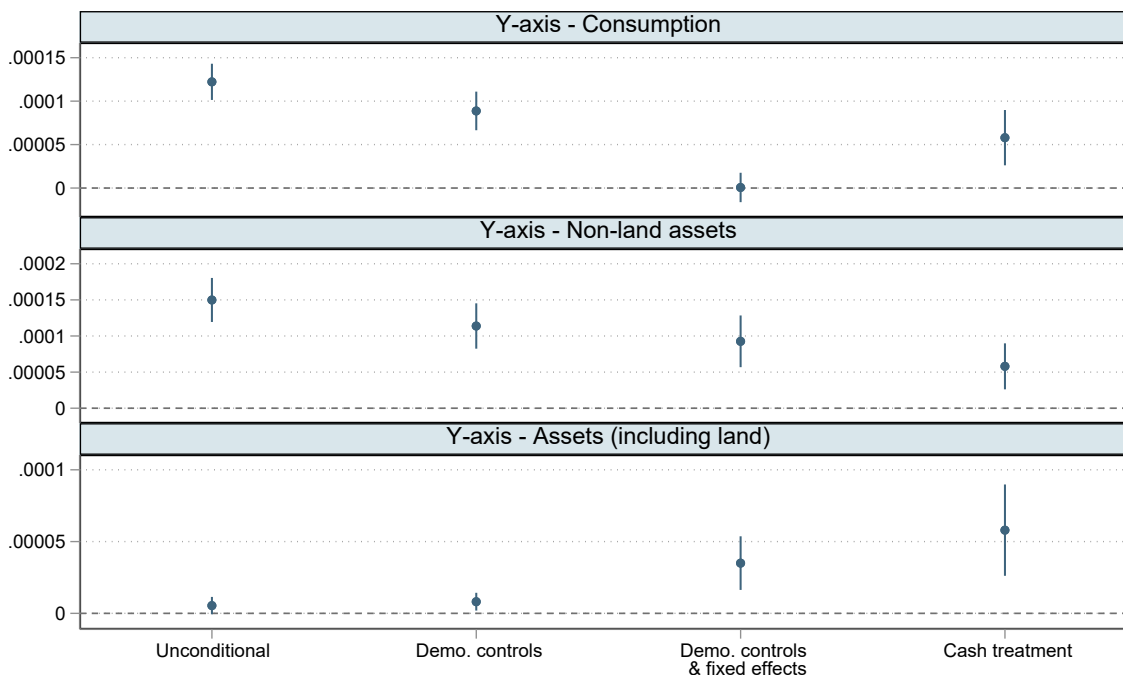 Y-axis - Consumption
.00015
.0001
.00005
0
Y-axis - Non-land assets
.0002
.00015
.0001
.00005
0
Y-axis - Assets (including land)
.0001
.00005
0
Unconditional
Demo. controls
Demo. controls
& fixed effects
Cash treatment